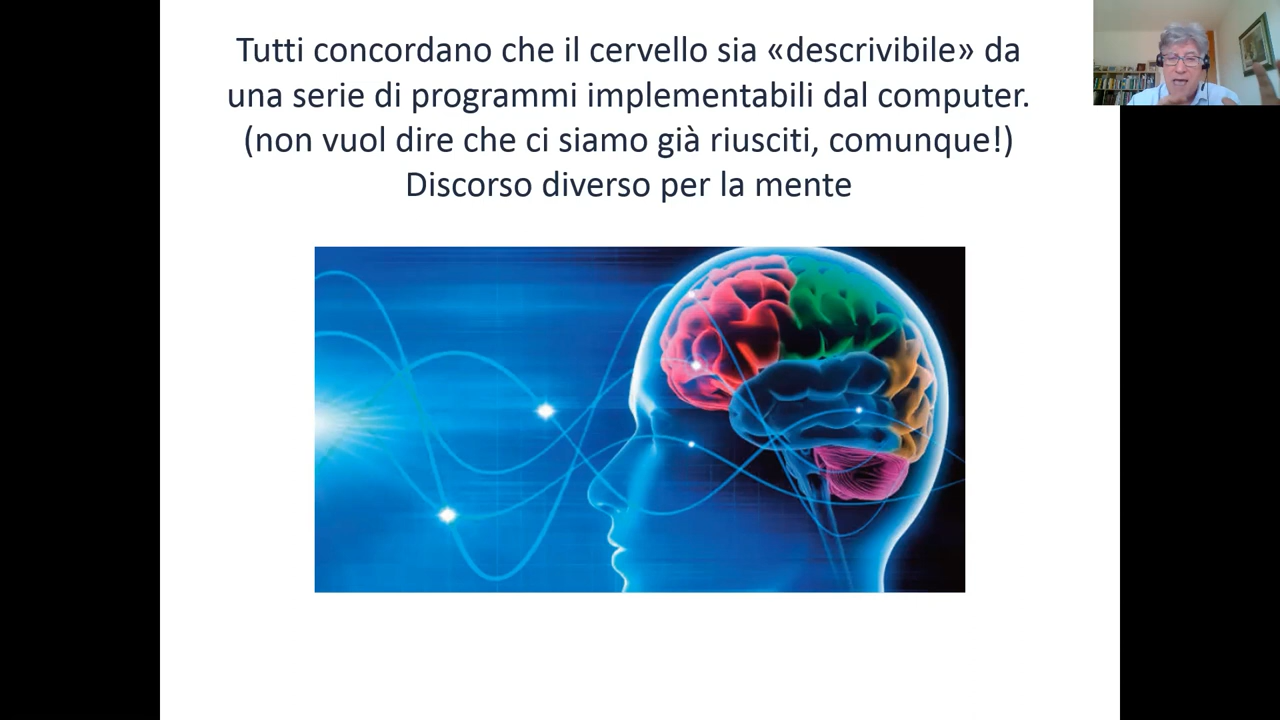 Tutti concordano che il cervello sia «descrivibile» da
una serie di programmi implementabili dal computer.
(non vuol dire che ci siamo già riusciti, comunque!)
Discorso diverso per la mente